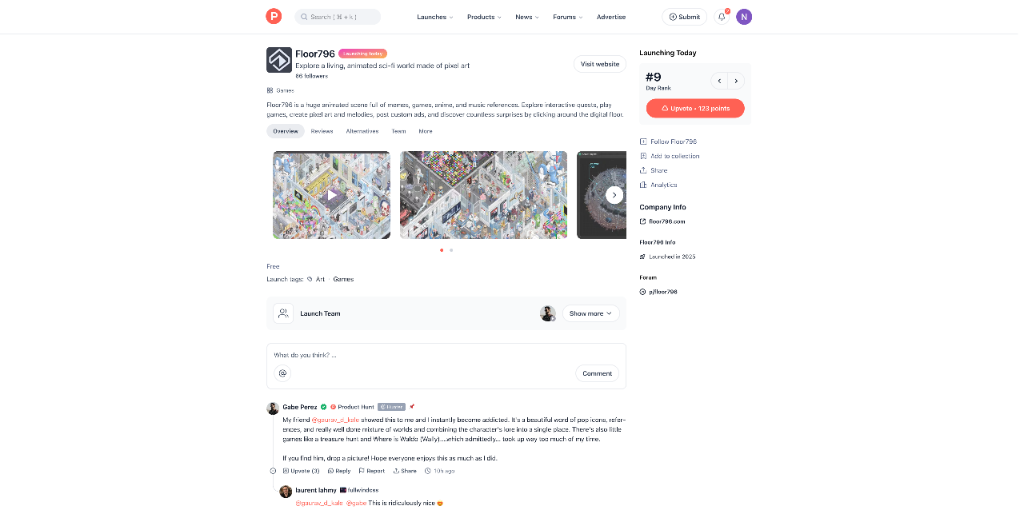 P
Search ( ⌘ + k )
Launches
Products
News
Forums
Advertise
Submit
N
Floor796
Launching today
Explore a living, animated sci-fi world made of pixel art
86 followers
Visit website
Games
Floor796 is a huge animated scene full of memes, games, anime, and music references. Explore interactive quests, play
games, create pixel art and melodies, post custom ads, and discover countless surprises by clicking around the digital floor.
Overview
Reviews
Alternatives
Team
More
Free
Launch tags:
Art
Games
Launch Team
Show more
What do you think? ...
Comment
Gabe Perez
Product Hunt
My friend @gaurav_d_kale showed this to me and I instantly became addicted. It's a beautiful world of pop icons, refer-
ences, and really well done mixture of worlds and combining the character's lore into a single place. There's also little
games like a treasure hunt and Where is Waldo (Wally)....which admittedly... took up way too much of my time.
If you find him, drop a picture! Hope everyone enjoys this as much as I did.
Upvote (3)
Reply
Report
Share
10h ago
laurent lahmy
fullwindose
@gaurav_d_kale @gabe This is ridiculously nice
Launching Today
#9
Day Rank
Upvote • 123 points
Follow Floor796
Add to collection
Share
Analytics
Company Info
floor796.com
Floor796 Info
Launched in 2025
Forum
p/floor796